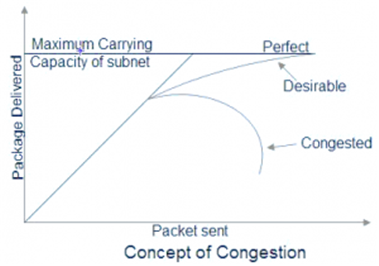 Maximum Carrying
Capacity of subnet
Perfect
Desirable
Congested
Package Delivered
Packet sent
Concept of Congestion